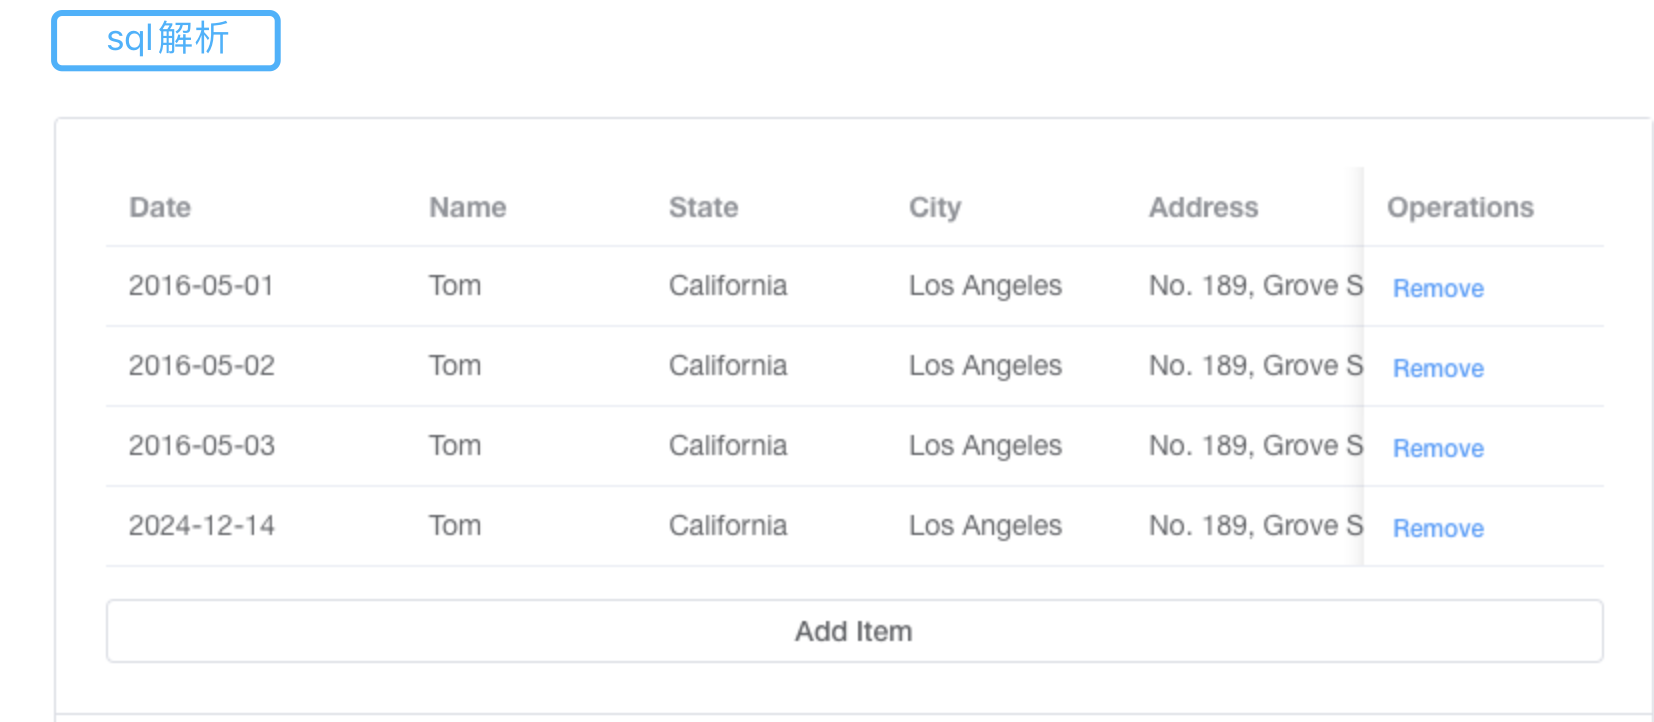 sql解析
Date Name State City Address Operations
2016-05-01 Tom California Los Angeles No. 189, Grove S Remove
2016-05-02 Tom California Los Angeles No. 189, Grove S Remove
2016-05-03 Tom California Los Angeles No. 189, Grove S Remove
2024-12-14 Tom California Los Angeles No. 189, Grove S Remove
Add Item